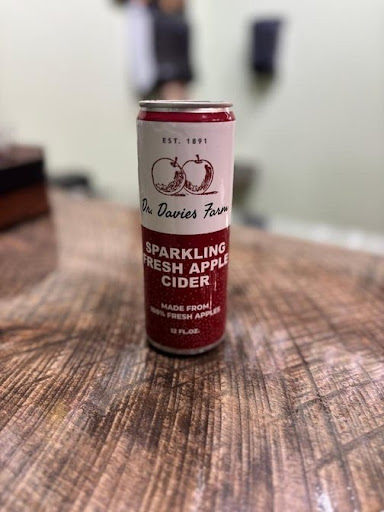 EST. 1891
Dr. Davies Farm
SPARKLING
FRESH APPLE
CIDER
MADE FROM
100% FRESH APPLES
12 FL.OZ.